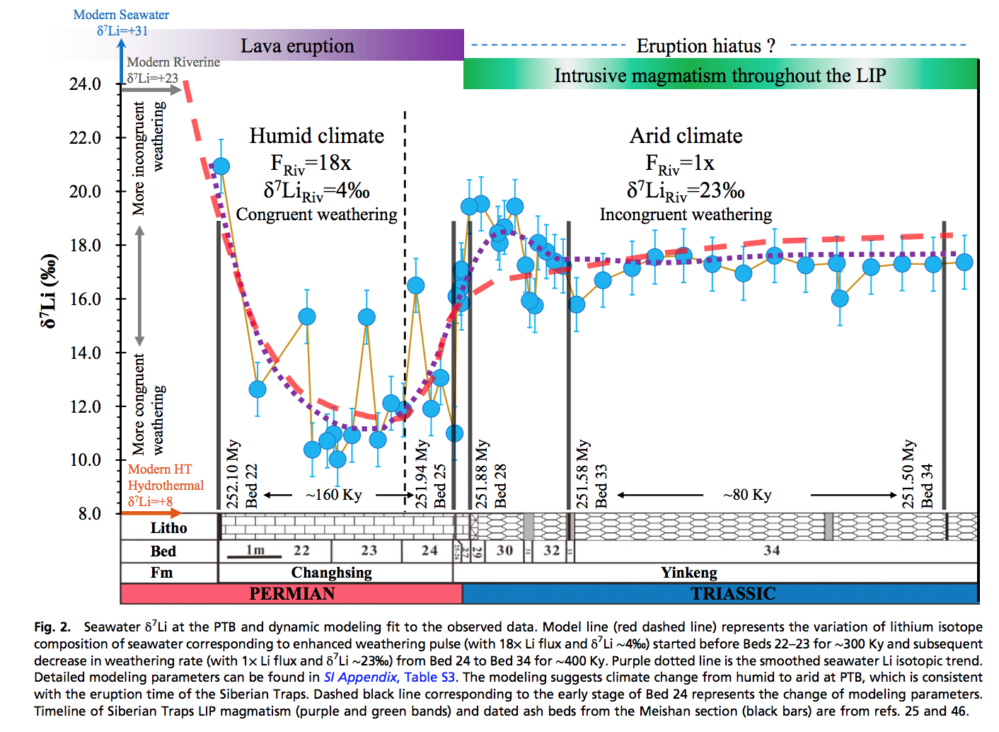 Modern Seawater
δ⁷Li=+31
Lava eruption
Eruption hiatus ?
Modern Riverine
δ⁷Li=+23
Intrusive magmatism throughout the LIP
24.0
22.0
20.0
18.0
16.0
14.0
12.0
10.0
8.0
δ⁷Li (‰)
More incongruent
weathering
More congruent
weathering
Humid climate
F_Riv=18x
δ⁷Li_Riv=4‰
Congruent weathering
Arid climate
F_Riv=1x
δ⁷Li_Riv=23‰
Incongruent weathering
Modern HT
Hydrothermal
δ⁷Li=+8
252.10 My
Bed 22
~160 Ky
251.94 My
Bed 25
251.88 My
Bed 28
251.58 My
Bed 33
~80 Ky
251.50 My
Bed 34
Litho
Bed
1m
22
23
24
25-26
27
29
30
31
32
33
34
Fm
Changhsing
Yinkeng
PERMIAN
TRIASSIC
Fig. 2. Seawater δ⁷Li at the PTB and dynamic modeling fit to the observed data. Model line (red dashed line) represents the variation of lithium isotope
composition of seawater corresponding to enhanced weathering pulse (with 18× Li flux and δ⁷Li ~4‰) started before Beds 22–23 for ~300 Ky and subsequent
decrease in weathering rate (with 1× Li flux and δ⁷Li ~23‰) from Bed 24 to Bed 34 for ~400 Ky. Purple dotted line is the smoothed seawater Li isotopic trend.
Detailed modeling parameters can be found in SI Appendix, Table S3. The modeling suggests climate change from humid to arid at PTB, which is consistent
with the eruption time of the Siberian Traps. Dashed black line corresponding to the early stage of Bed 24 represents the change of modeling parameters.
Timeline of Siberian Traps LIP magmatism (purple and green bands) and dated ash beds from the Meishan section (black bars) are from refs. 25 and 46.